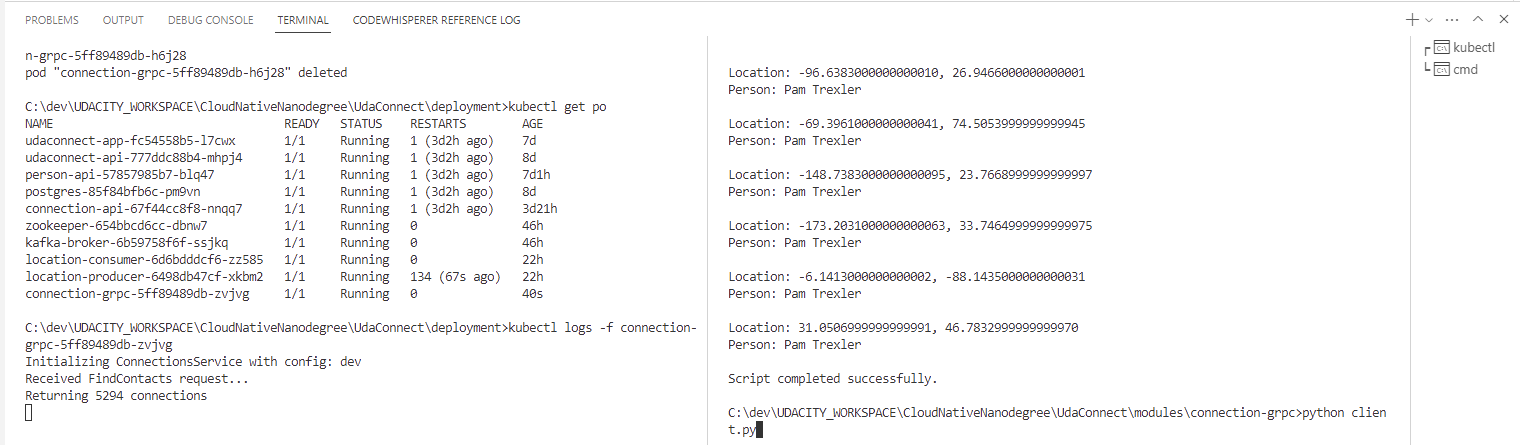 PROBLEMS OUTPUT DEBUG CONSOLE TERMINAL CODEWHISPERER REFERENCE LOG
n-grpc-5ff89489db-h6j28
pod "connection-grpc-5ff89489db-h6j28" deleted
C:\dev\UDACITY_WORKSPACE\CloudNativeNanodegree\UdaConnect\deployment>kubectl get po
NAME READY STATUS RESTARTS AGE
udaconnect-app-fc54558b5-l7cwx 1/1 Running 1 (3d2h ago) 7d
udaconnect-api-777ddc88b4-mhpj4 1/1 Running 1 (3d2h ago) 8d
person-api-57857985b7-blq47 1/1 Running 1 (3d2h ago) 7d1h
postgres-85f84bfb6c-pm9vn 1/1 Running 1 (3d2h ago) 8d
connection-api-67f44cc8f8-nnqq7 1/1 Running 1 (3d2h ago) 3d21h
zookeeper-654bbcd6cc-dbnw7 1/1 Running 0 46h
kafka-broker-6b59758f6f-ssjkq 1/1 Running 0 46h
location-consumer-6d6bdddcf6-zz585 1/1 Running 0 22h
location-producer-6498db47cf-xkbm2 1/1 Running 134 (67s ago) 22h
connection-grpc-5ff89489db-zvjvg 1/1 Running 0 40s
C:\dev\UDACITY_WORKSPACE\CloudNativeNanodegree\UdaConnect\deployment>kubectl logs -f connection-
grpc-5ff89489db-zvjvg
Initializing ConnectionsService with config: dev
Received FindContacts request...
Returning 5294 connections
Location: -96.6383000000000010, 26.9466000000000001
Person: Pam Trexler
Location: -69.3961000000000041, 74.5053999999999945
Person: Pam Trexler
Location: -148.7383000000000095, 23.7668999999999997
Person: Pam Trexler
Location: -173.2031000000000063, 33.7464999999999975
Person: Pam Trexler
Location: -6.1413000000000002, -88.1435000000000031
Person: Pam Trexler
Location: 31.0506999999999991, 46.7832999999999970
Person: Pam Trexler
Script completed successfully.
C:\dev\UDACITY_WORKSPACE\CloudNativeNanodegree\UdaConnect\modules\connection-grpc>python clien
t.py
kubectl
cmd